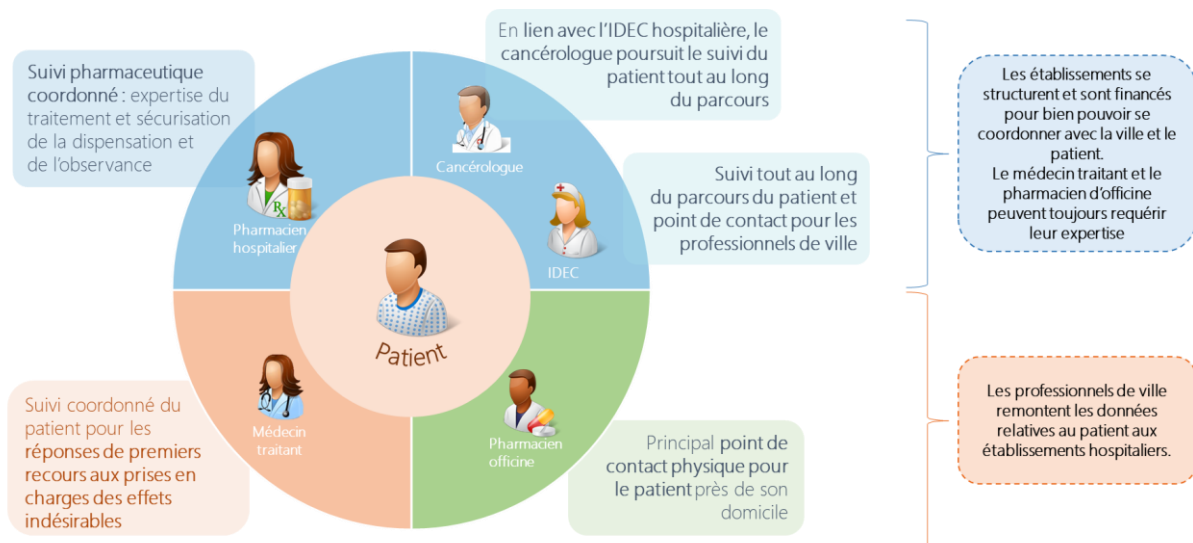 En lien avec l’IDEC hospitalière, le
cancérologue poursuit le suivi du
patient tout au long
du parcours
Suivi pharmaceutique
coordonné : expertise du
traitement et sécurisation
de la dispensation et
de l’observance
Cancérologue
Pharmacien
hospitalier
IDEC
Suivi tout au long
du parcours du patient et
point de contact pour les
professionnels de ville
Les établissements se
structurent et sont financés
pour bien pouvoir se
coordonner avec la ville et le
patient.
Le médecin traitant et le
pharmacien d’officine
peuvent toujours requérir
leur expertise
Patient
Suivi coordonné du
patient pour les
réponses de premiers
recours aux prises en
charges des effets
indésirables
Médecin
traitant
Pharmacien
officine
Principal point de
contact physique pour
le patient près de son
domicile
Les professionnels de ville
remontent les données
relatives au patient aux
établissements hospitaliers.